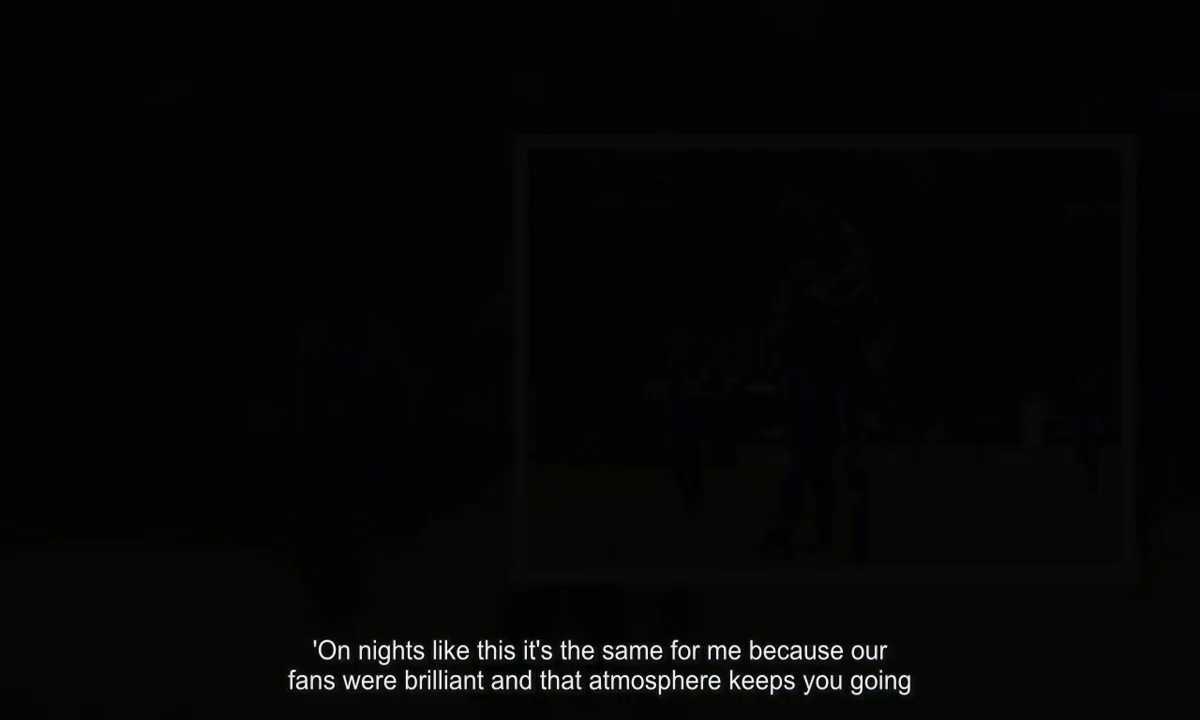 'On nights like this it's the same for me because our
fans were brilliant and that atmosphere keeps you going